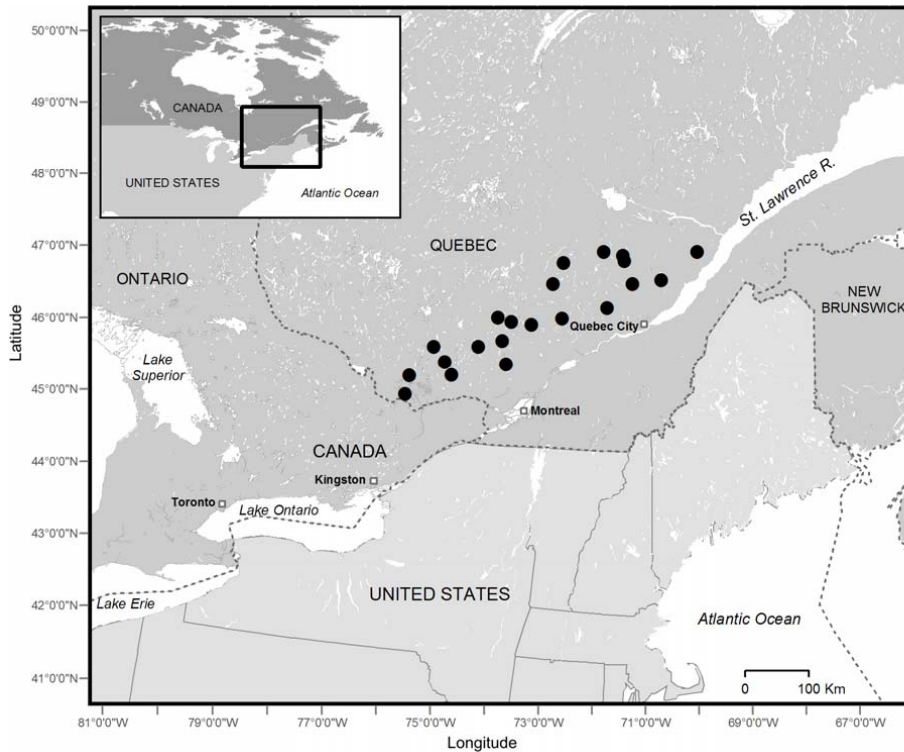 50°0'0"N
49°0'0"N
48°0'0"N
47°0'0"N
46°0'0"N
45°0'0"N
44°0'0"N
43°0'0"N
42°0'0"N
41°0'0"N
Latitude
CANADA
UNITED STATES
Atlantic Ocean
St. Lawrence R.
QUEBEC
ONTARIO
NEW
BRUNSWICK
Quebec City
Lake
Superior
Montreal
CANADA
Kingston
Toronto
Lake Ontario
UNITED STATES
Lake Erie
Atlantic Ocean
0 100 Km
81°0'0"W 79°0'0"W 77°0'0"W 75°0'0"W 73°0'0"W 71°0'0"W 69°0'0"W 67°0'0"W
Longitude